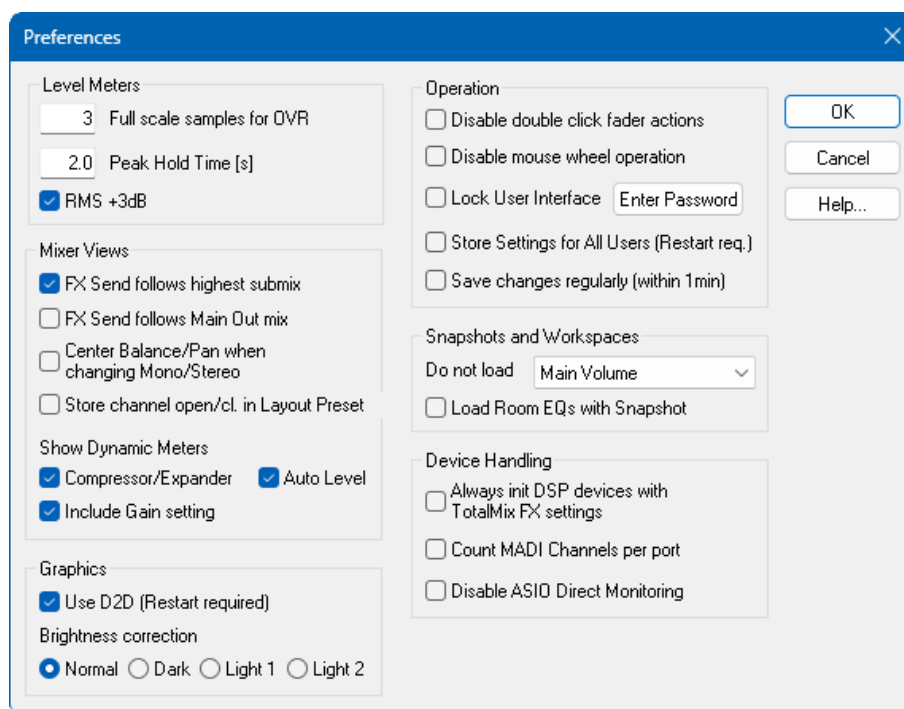 Preferences
Level Meters
3 Full scale samples for OVR
2.0 Peak Hold Time [s]
RMS +3dB
Mixer Views
FX Send follows highest submix
FX Send follows Main Out mix
Center Balance/Pan when
changing Mono/Stereo
Store channel open/cl. in Layout Preset
Show Dynamic Meters
Compressor/Expander Auto Level
Include Gain setting
Graphics
Use D2D (Restart required)
Brightness correction
Normal Dark Light 1 Light 2
Operation
Disable double click fader actions
Disable mouse wheel operation
Lock User Interface Enter Password
Store Settings for All Users (Restart req.)
Save changes regularly (within 1min)
Snapshots and Workspaces
Do not load Main Volume
Load Room EQs with Snapshot
Device Handling
Always init DSP devices with
TotalMix FX settings
Count MADI Channels per port
Disable ASIO Direct Monitoring
OK
Cancel
Help...